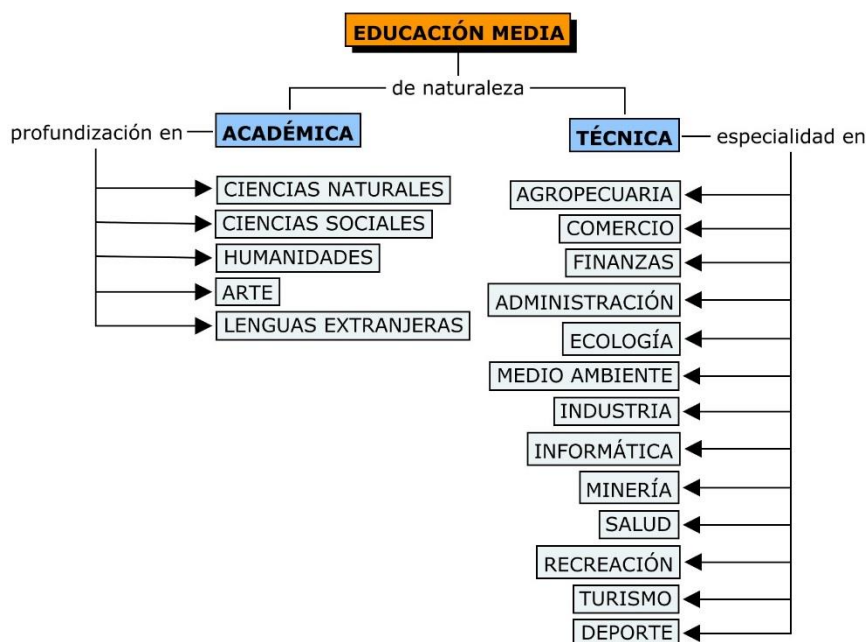 EDUCACIÓN MEDIA
de naturaleza
profundización en
ACADÉMICA
CIENCIAS NATURALES
CIENCIAS SOCIALES
HUMANIDADES
ARTE
LENGUAS EXTRANJERAS
TÉCNICA
especialidad en
AGROPECUARIA
COMERCIO
FINANZAS
ADMINISTRACIÓN
ECOLOGÍA
MEDIO AMBIENTE
INDUSTRIA
INFORMÁTICA
MINERÍA
SALUD
RECREACIÓN
TURISMO
DEPORTE